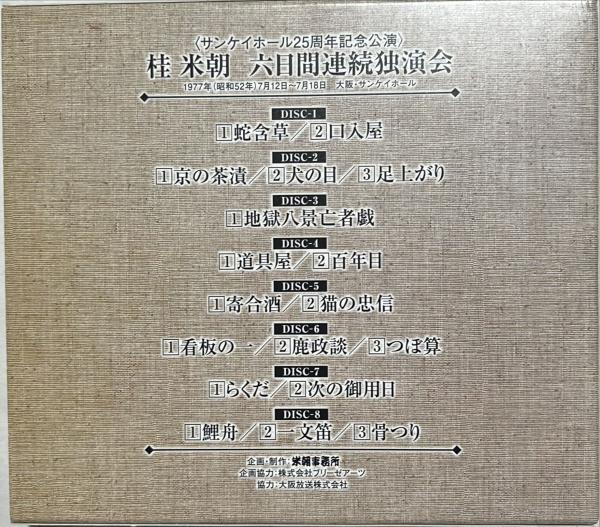 〈サンケイホール25周年記念公演〉
桂 米朝 六日間連続独演会
1977年(昭和52年)7月12日~7月18日 大阪・サンケイホール
DISC-1
1蛇含草/2口入屋
DISC-2
1京の茶漬/2犬の目/3足上がり
DISC-3
1地獄八景亡者戯
DISC-4
1道具屋/2百年目
DISC-5
1寄合酒/2猫の忠信
DISC-6
1看板の一/2鹿政談/3つぼ算
DISC-7
1らくだ/2次の御用日
DISC-8
1鯉舟/2一文笛/3骨つり
企画・制作:米朝事務所
企画協力:株式会社ブリーゼアーツ
協力:大阪放送株式会社